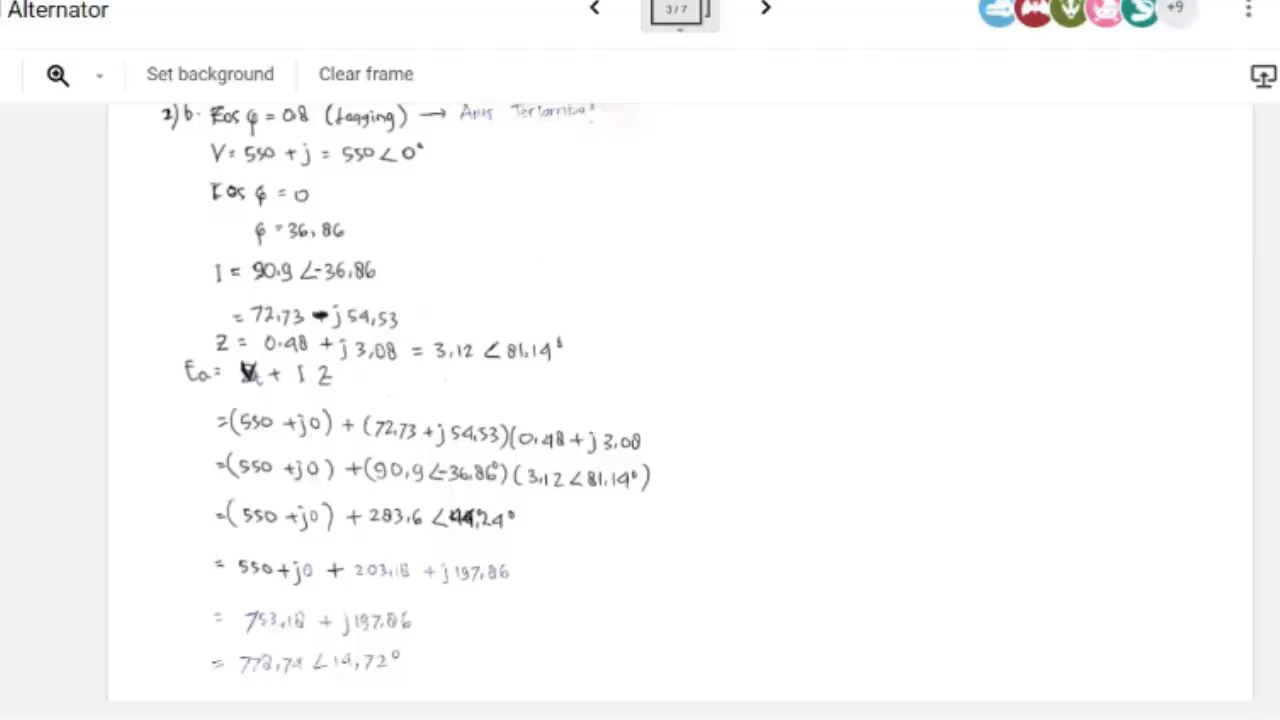 Alternator
3 / 7
+9
Set background
Clear frame
2) b. Cos φ = 0.8 (Lagging) → Arus Terlambat
V = 550 + j = 550 ∠ 0°
Cos φ = 0
φ = 36,86
I = 90.9 ∠-36,86
= 72,73 - j 54,53
Z = 0.48 + j 3,08 = 3,12 ∠ 81,14°
Ea = V + I Z
= (550 + j0) + (72,73 + j 54,53)(0,48 + j 3,08
= (550 + j0) + (90,9 ∠-36,86°) (3,12 ∠ 81,14°)
= (550 + j0) + 283,6 ∠ 44,24°
= 550 + j0 + 203,18 + j 197,86
= 753,18 + j 197,86
= 778,74 ∠ 14,72°